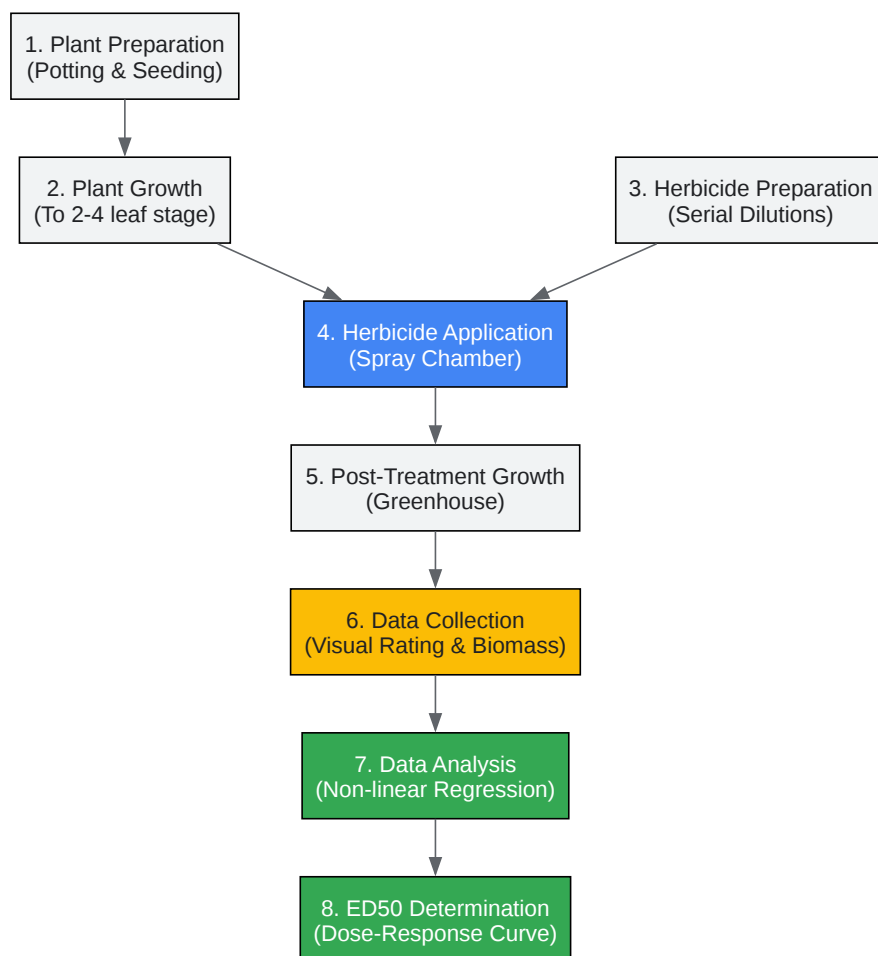 1. Plant Preparation
(Potting & Seeding)
2. Plant Growth
(To 2-4 leaf stage)
3. Herbicide Preparation
(Serial Dilutions)
4. Herbicide Application
(Spray Chamber)
5. Post-Treatment Growth
(Greenhouse)
6. Data Collection
(Visual Rating & Biomass)
7. Data Analysis
(Non-linear Regression)
8. ED50 Determination
(Dose-Response Curve)